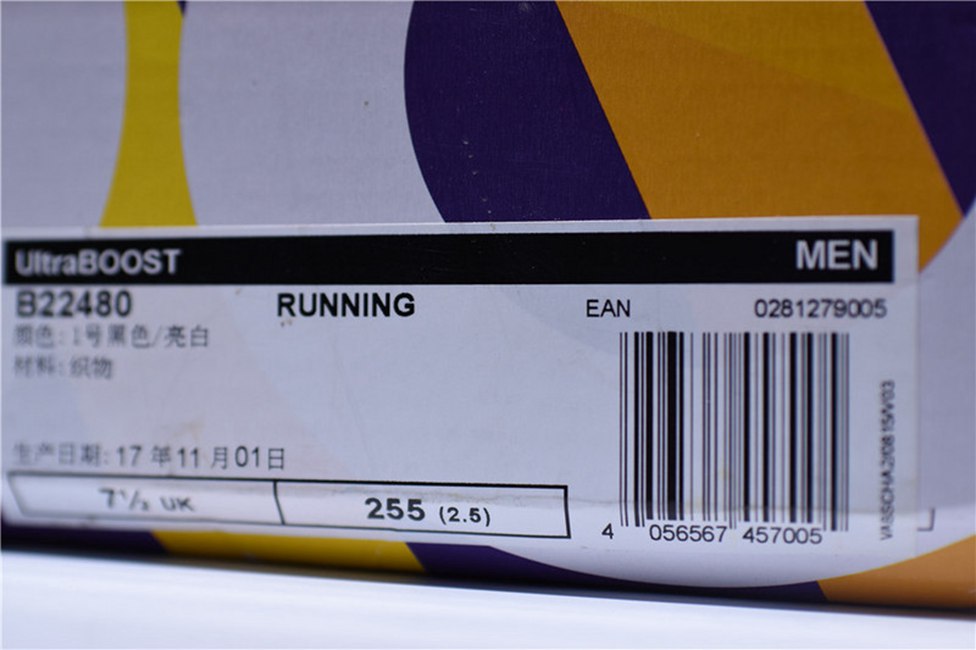 UltraBOOST MEN
B22480 RUNNING EAN 0281279005
颜色: 1号黑色/亮白
材料: 织物
生产日期: 17 年11 月01日
7½ UK 255 (2.5)
4 056567 457005